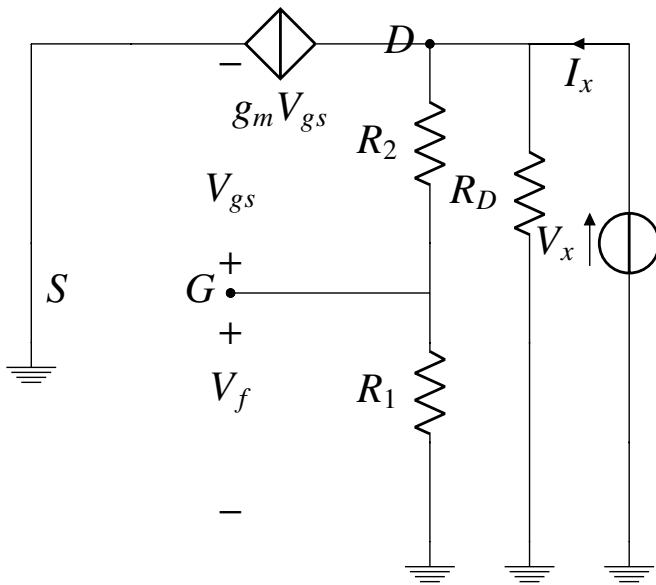 D
−
I_x
g_m V_gs
R_2
V_gs
R_D
V_x
+
S
G
+
V_f
R_1
−